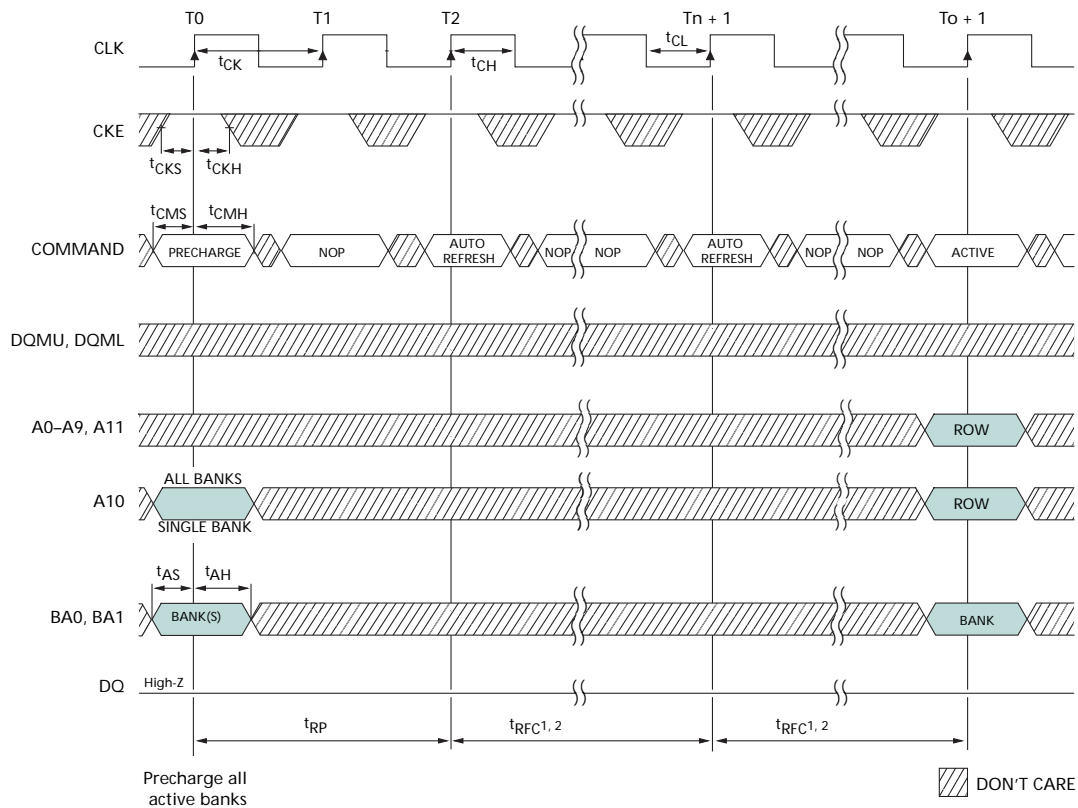 T0 T1 T2 Tn + 1 To + 1
CLK
tCK tCH tCL
CKE
tCKS tCKH
tCMS tCMH
COMMAND PRECHARGE NOP AUTO REFRESH NOP NOP AUTO REFRESH NOP NOP ACTIVE
DQMU, DQML
A0–A9, A11 ROW
ALL BANKS
A10 ROW
SINGLE BANK
tAS tAH
BA0, BA1 BANK(S) BANK
DQ High-Z
tRP tRFC1, 2 tRFC1, 2
Precharge all
active banks
DON'T CARE